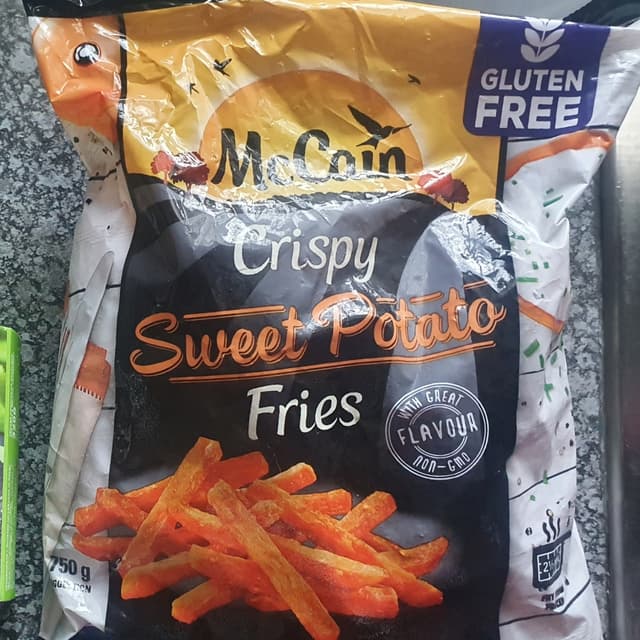 GLUTEN
FREE
McCain
Crispy
Sweet Potato
Fries
WITH GREAT
FLAVOUR
NON-GMO
750 g